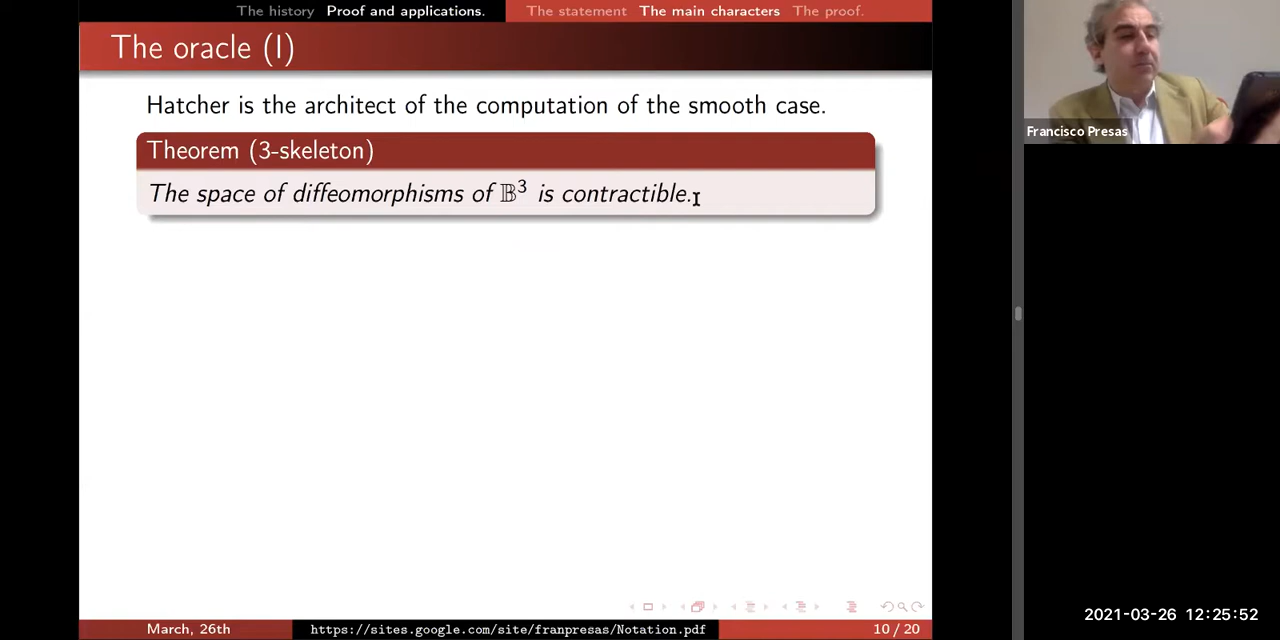 The history Proof and applications. The statement The main characters The proof.
The oracle (I)
Hatcher is the architect of the computation of the smooth case.
Theorem (3-skeleton)
The space of diffeomorphisms of 𝔹³ is contractible.
Francisco Presas
March, 26th https://sites.google.com/site/franpresas/Notation.pdf 10 / 20
2021-03-26 12:25:52